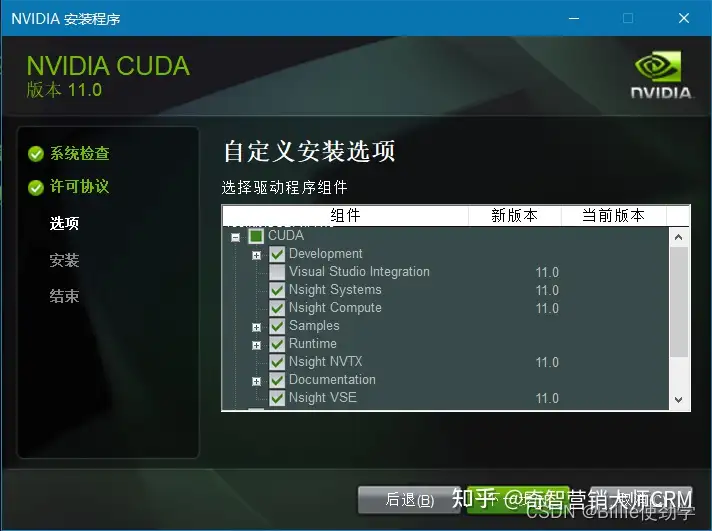 NVIDIA 安装程序
NVIDIA CUDA
版本 11.0
NVIDIA.
系统检查
许可协议
选项
安装
结束
自定义安装选项
选择驱动程序组件
组件 新版本 当前版本
CUDA
Development
Visual Studio Integration 11.0
Nsight Systems 11.0
Nsight Compute 11.0
Samples
Runtime
Nsight NVTX 11.0
Documentation
Nsight VSE 11.0
后退(B)
知乎 @奇智营销大师CRM
CSDN @Billie使劲学